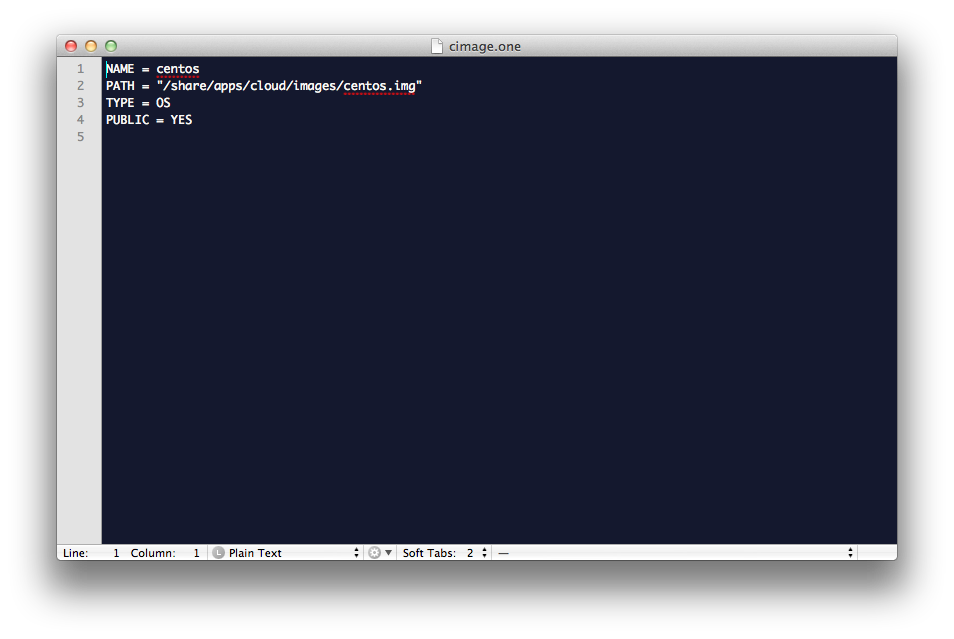 cimage.one
1 NAME = centos
2 PATH = "/share/apps/cloud/images/centos.img"
3 TYPE = OS
4 PUBLIC = YES
5
Line: 1 Column: 1 L Plain Text Soft Tabs: 2 —